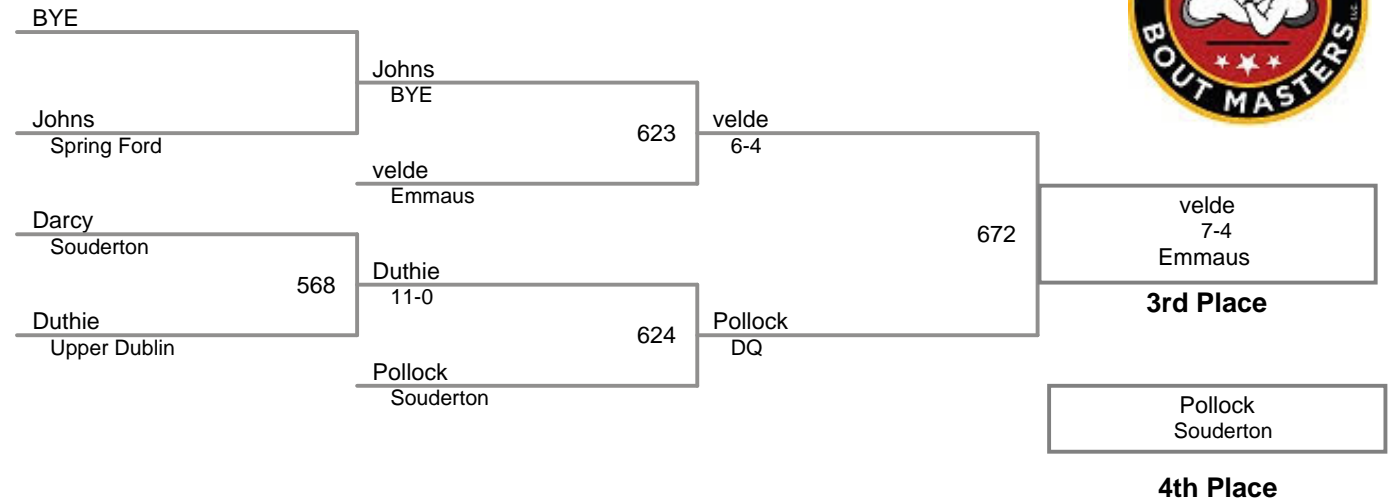 BYE
Johns
Spring Ford
Darcy
Souderton
568
Duthie
Upper Dublin
Johns
BYE
623
velde
Emmaus
Duthie
11-0
624
Pollock
Souderton
velde
6-4
672
Pollock
DQ
velde
7-4
Emmaus
3rd Place
Pollock
Souderton
4th Place
BOUT MASTERS